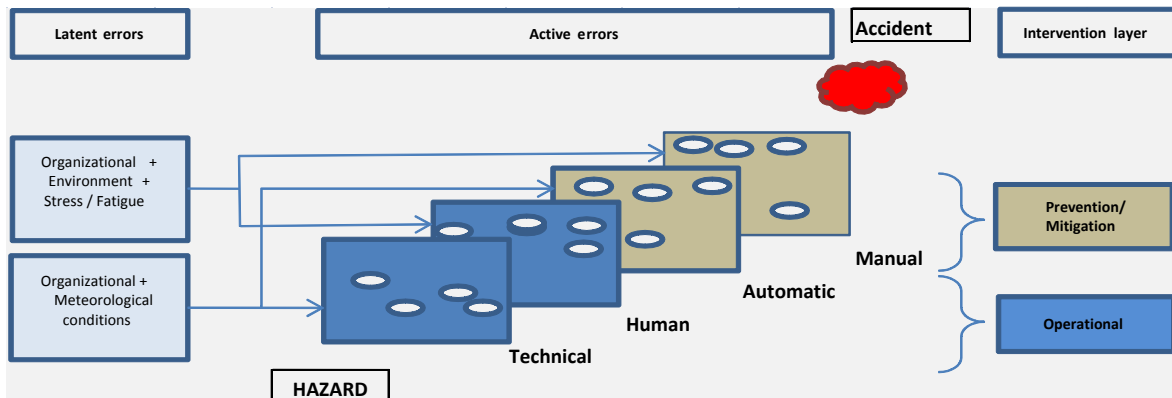 Latent errors
Active errors
Accident
Intervention layer
Organizational +
Environment +
Stress / Fatigue
Prevention/
Mitigation
Manual
Organizational +
Meteorological
conditions
Automatic
Operational
Human
Technical
HAZARD